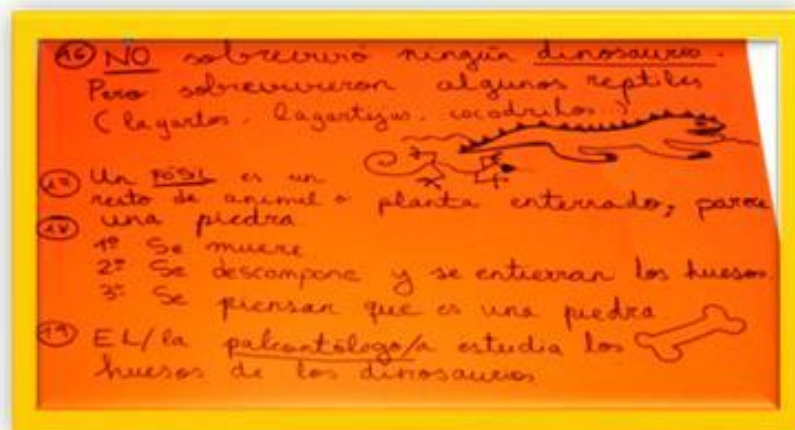 16 NO sobrevivió ningún dinosaurio.
Pero sobrevivieron algunos reptiles
(lagartos, lagartijas, cocodrilos...)
17 Un FÓSIL es un
resto de animal o planta enterrado, parece
18 una piedra
1º Se muere
2º Se descompone y se entierran los huesos.
3º Se piensan que es una piedra
19 EL/la paleontólogo/a estudia los
huesos de los dinosaurios